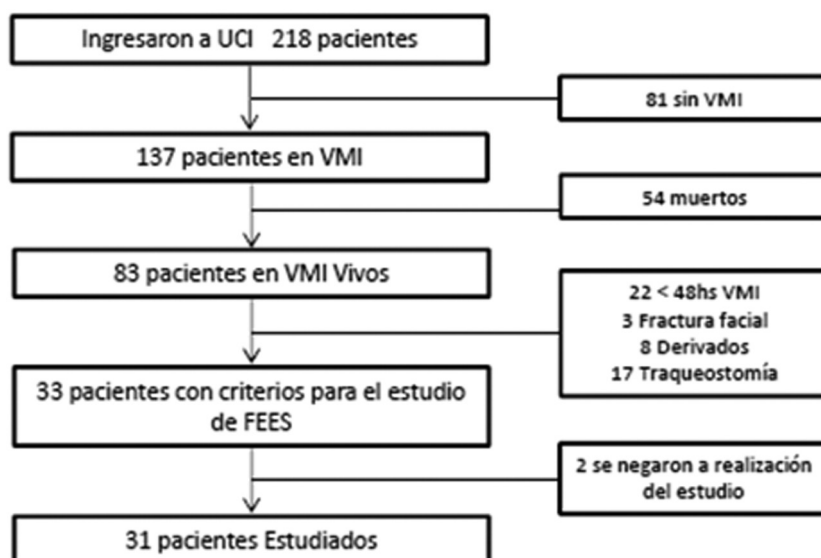 Ingresaron a UCI 218 pacientes
81 sin VMI
137 pacientes en VMI
54 muertos
83 pacientes en VMI Vivos
22 < 48hs VMI
3 Fractura facial
8 Derivados
17 Traqueostomía
33 pacientes con criterios para el estudio
de FEES
2 se negaron a realización
del estudio
31 pacientes Estudiados